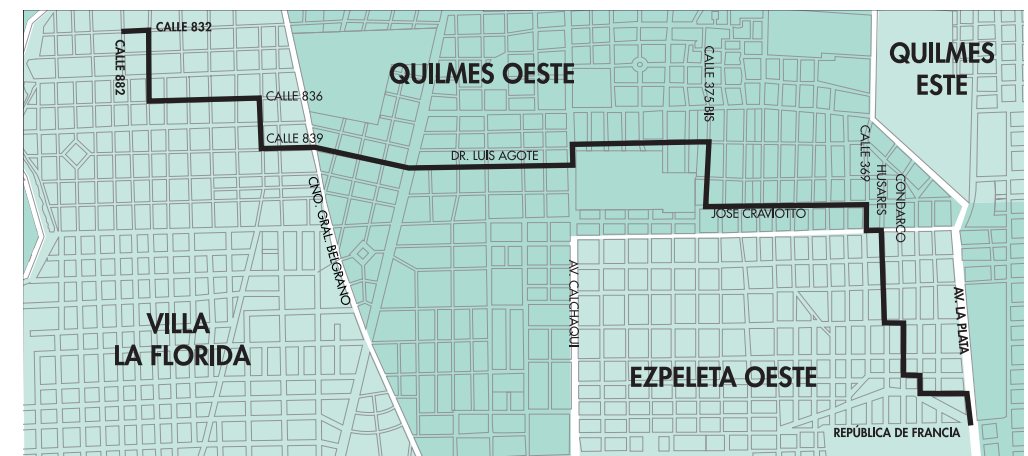 CALLE 832
CALLE 882
QUILMES OESTE
CALLE 375 BIS
QUILMES
ESTE
CALLE 836
CALLE 839
DR. LUIS AGOTE
CALLE 369
HUSARES
CONDARCO
CNO. GRAL. BELGRANO
JOSE CRAVIOTTO
AV. CALCHAQUI
AV. LA PLATA
VILLA
LA FLORIDA
EZPELETA OESTE
REPÚBLICA DE FRANCIA